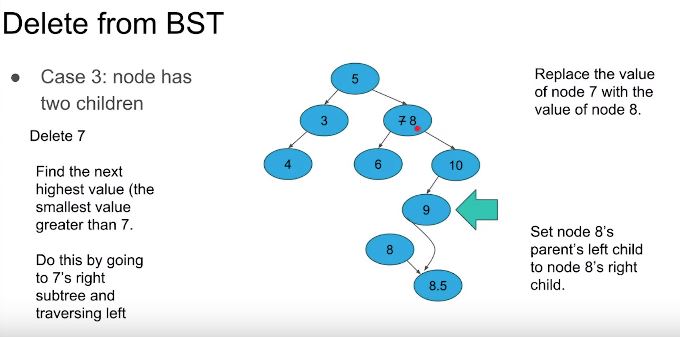 Delete from BST
● Case 3: node has
two children
Delete 7
Find the next
highest value (the
smallest value
greater than 7.
Do this by going
to 7's right
subtree and
traversing left
5
3
7 8
4
6
10
9
8
8.5
Replace the value
of node 7 with the
value of node 8.
Set node 8's
parent's left child
to node 8's right
child.